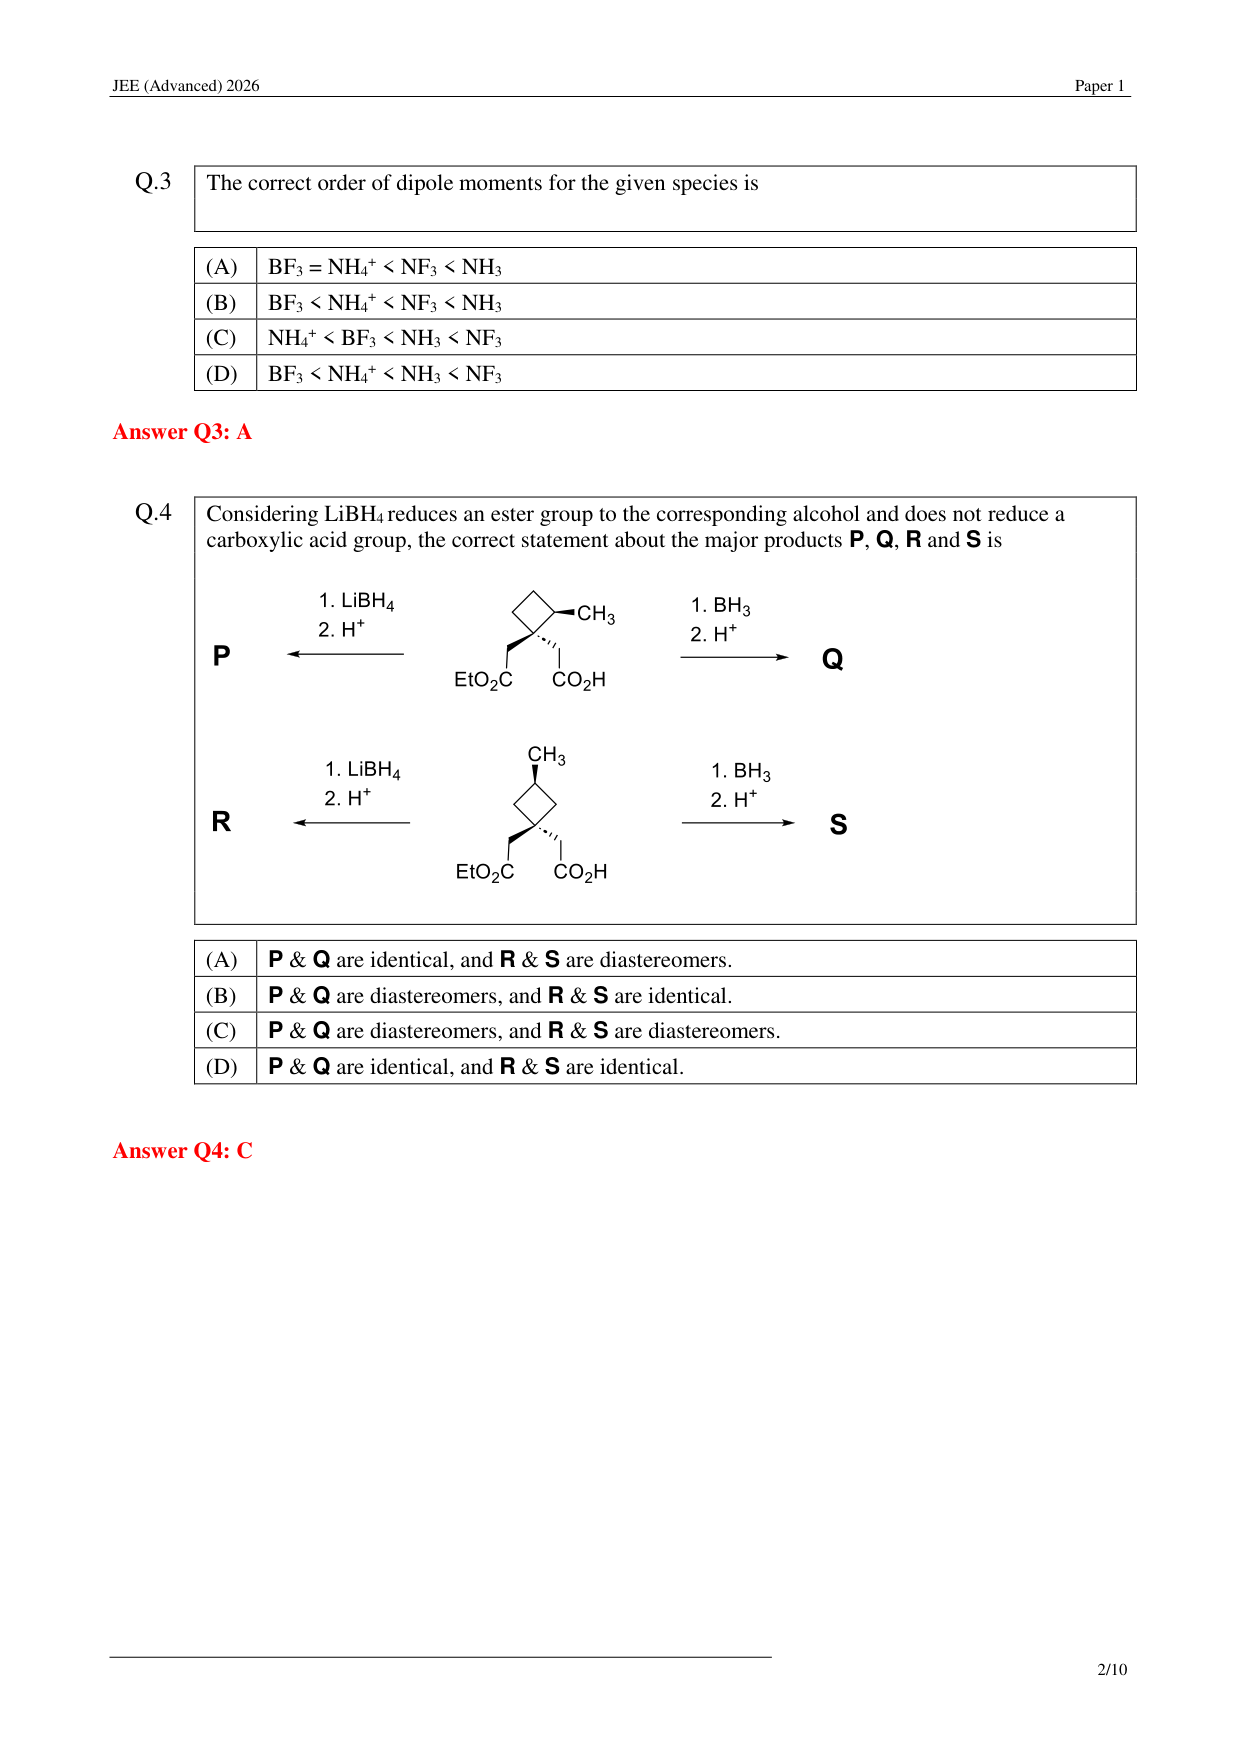 JEE (Advanced) 2026 Paper 1
Q.3 The correct order of dipole moments for the given species is
(A) BF₃ = NH₄⁺ < NF₃ < NH₃
(B) BF₃ < NH₄⁺ < NF₃ < NH₃
(C) NH₄⁺ < BF₃ < NH₃ < NF₃
(D) BF₃ < NH₄⁺ < NH₃ < NF₃
Answer Q3: A
Q.4 Considering LiBH₄ reduces an ester group to the corresponding alcohol and does not reduce a
carboxylic acid group, the correct statement about the major products P, Q, R and S is
1. LiBH₄
2. H⁺
P
CH₃
EtO₂C CO₂H
1. BH₃
2. H⁺
Q
1. LiBH₄
2. H⁺
R
CH₃
EtO₂C CO₂H
1. BH₃
2. H⁺
S
(A) P & Q are identical, and R & S are diastereomers.
(B) P & Q are diastereomers, and R & S are identical.
(C) P & Q are diastereomers, and R & S are diastereomers.
(D) P & Q are identical, and R & S are identical.
Answer Q4: C
2/10